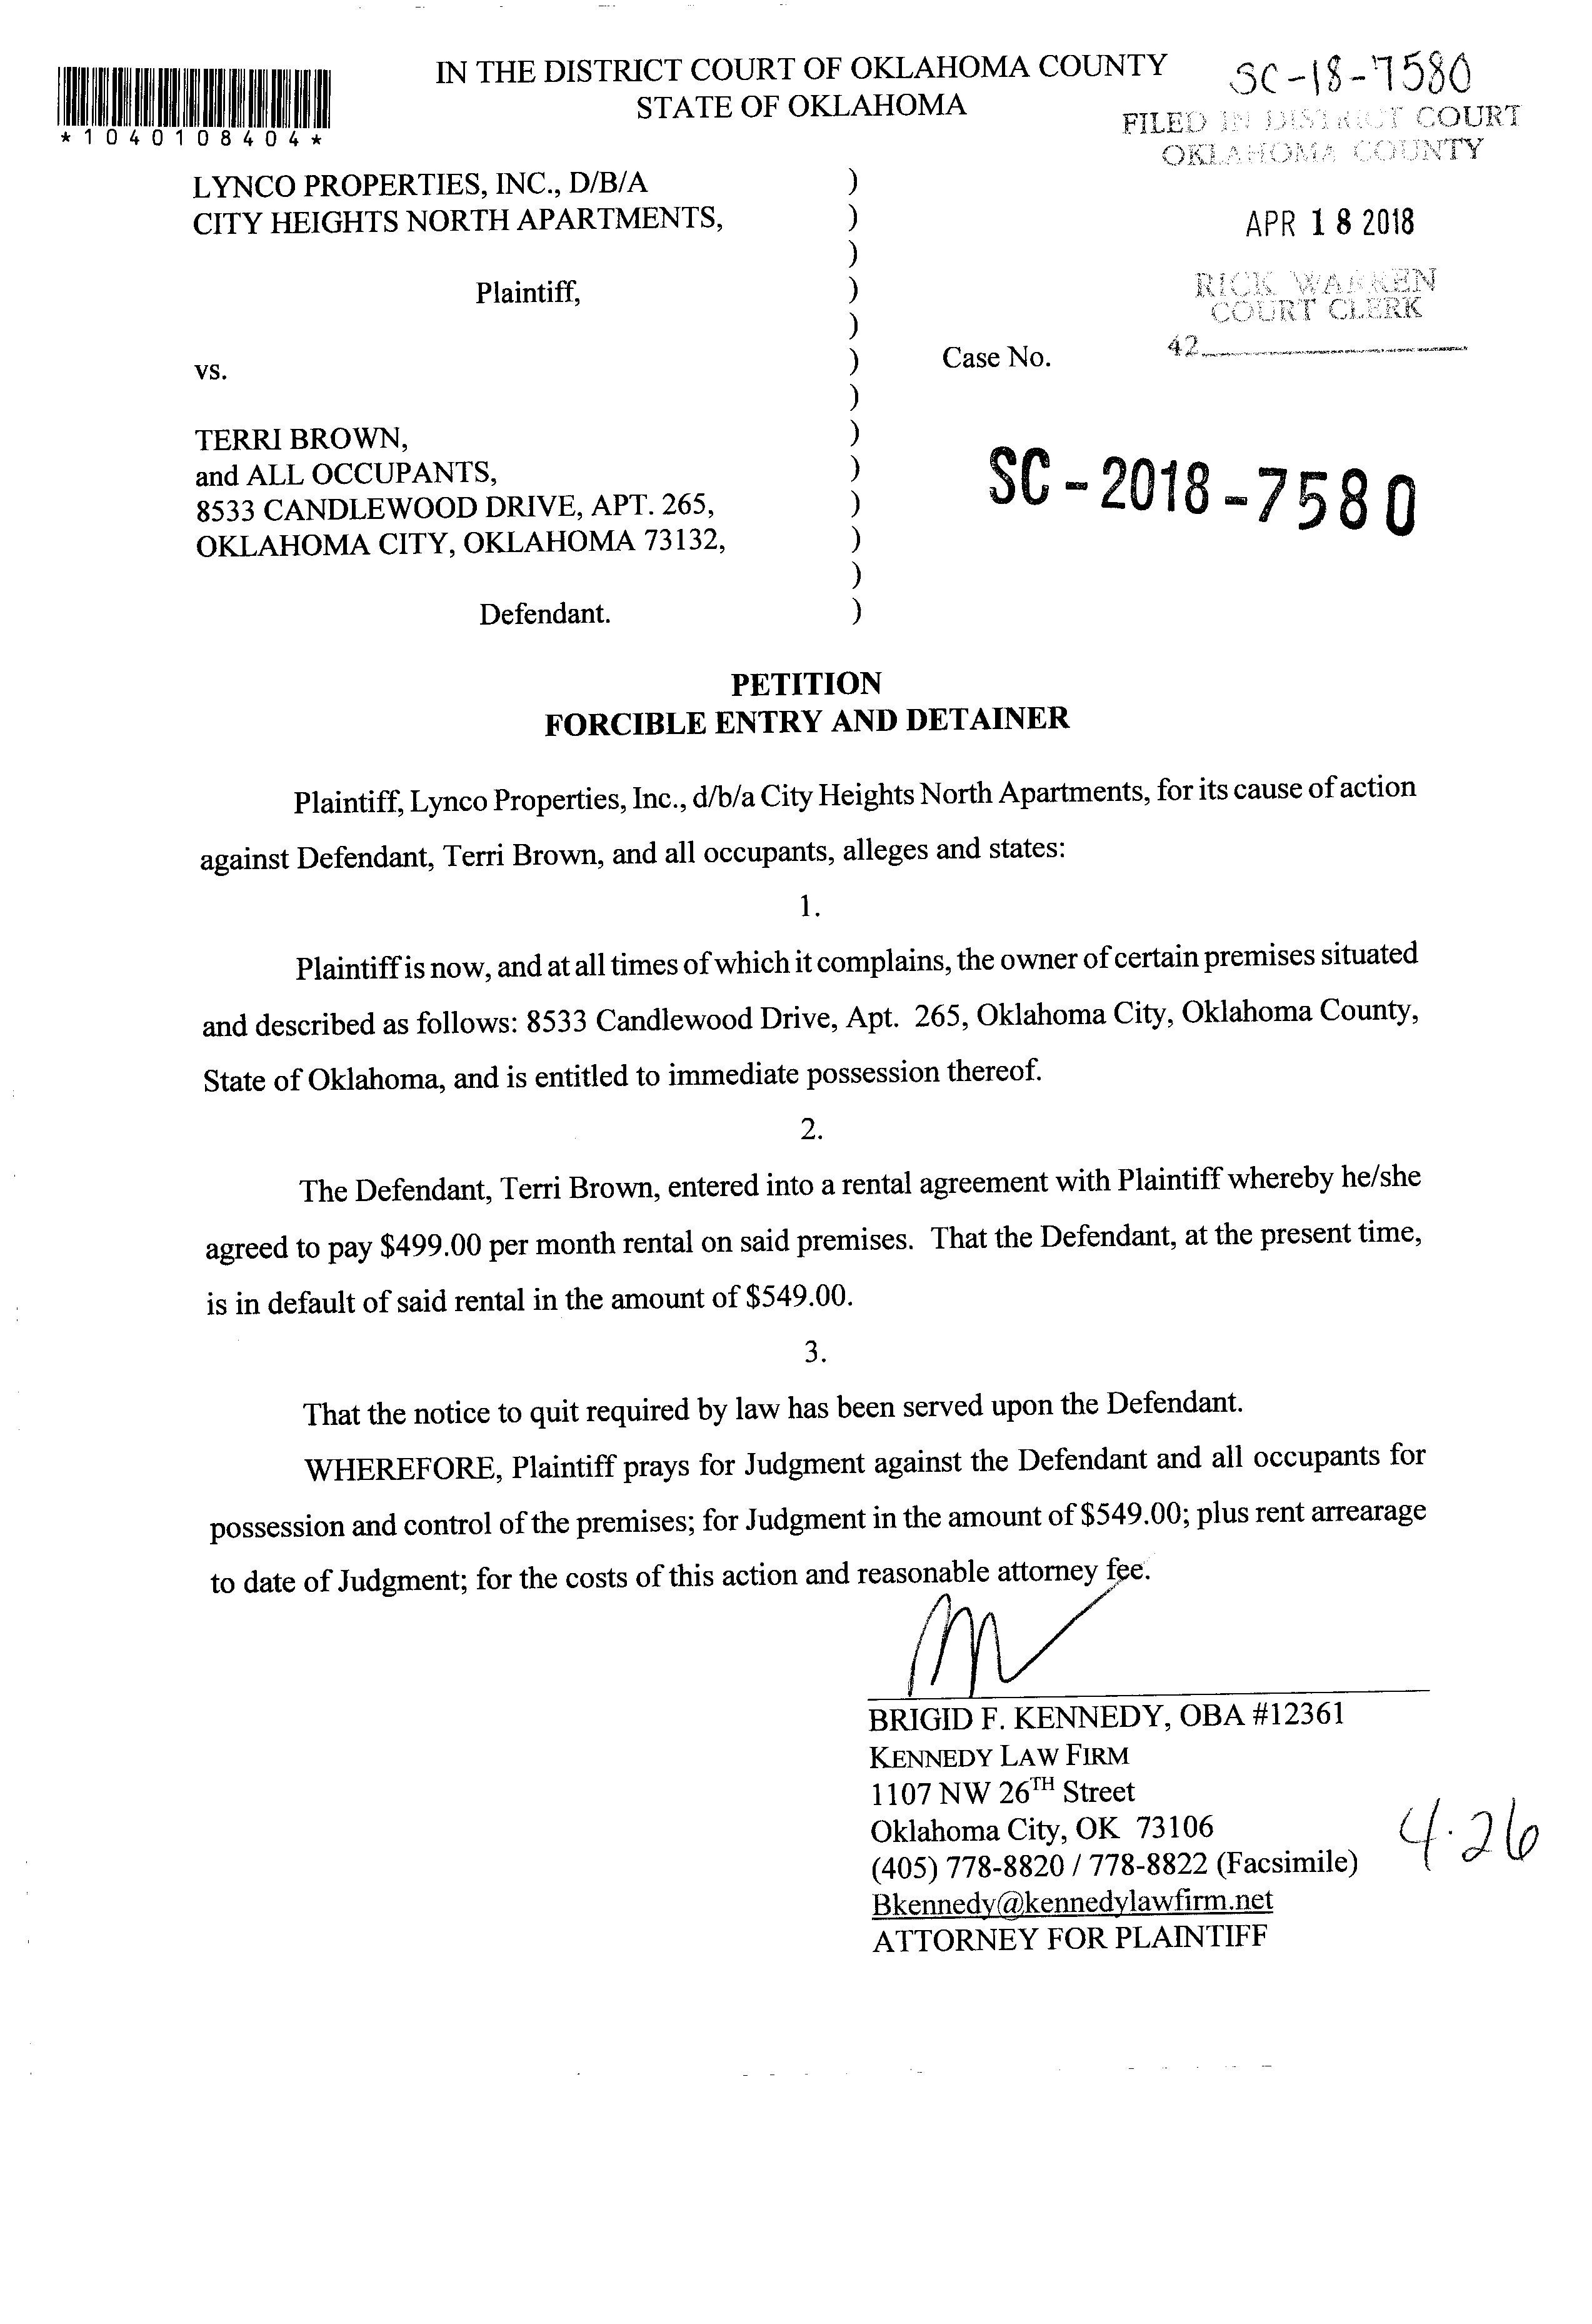 IN THE DISTRICT COURT OF OKLAHOMA COUNTY
STATE OF OKLAHOMA
SC-18-7580
*1040108404*
FILED IN DISTRICT COURT
OKLAHOMA COUNTY
LYNCO PROPERTIES, INC., D/B/A )
CITY HEIGHTS NORTH APARTMENTS, )
APR 18 2018
)
Plaintiff, )
RICK WARREN
COURT CLERK
)
42
vs. ) Case No.
)
TERRI BROWN, )
and ALL OCCUPANTS, )
8533 CANDLEWOOD DRIVE, APT. 265, )
SC-2018-7580
OKLAHOMA CITY, OKLAHOMA 73132, )
)
Defendant. )
PETITION
FORCIBLE ENTRY AND DETAINER
Plaintiff, Lynco Properties, Inc., d/b/a City Heights North Apartments, for its cause of action
against Defendant, Terri Brown, and all occupants, alleges and states:
1.
Plaintiff is now, and at all times of which it complains, the owner of certain premises situated
and described as follows: 8533 Candlewood Drive, Apt. 265, Oklahoma City, Oklahoma County,
State of Oklahoma, and is entitled to immediate possession thereof.
2.
The Defendant, Terri Brown, entered into a rental agreement with Plaintiff whereby he/she
agreed to pay $499.00 per month rental on said premises. That the Defendant, at the present time,
is in default of said rental in the amount of $549.00.
3.
That the notice to quit required by law has been served upon the Defendant.
WHEREFORE, Plaintiff prays for Judgment against the Defendant and all occupants for
possession and control of the premises; for Judgment in the amount of $549.00; plus rent arrearage
to date of Judgment; for the costs of this action and reasonable attorney fee.
BRIGID F. KENNEDY, OBA #12361
KENNEDY LAW FIRM
1107 NW 26TH Street
Oklahoma City, OK 73106
(405) 778-8820 / 778-8822 (Facsimile)
4.26
Bkennedy@kennedylawfirm.net
ATTORNEY FOR PLAINTIFF